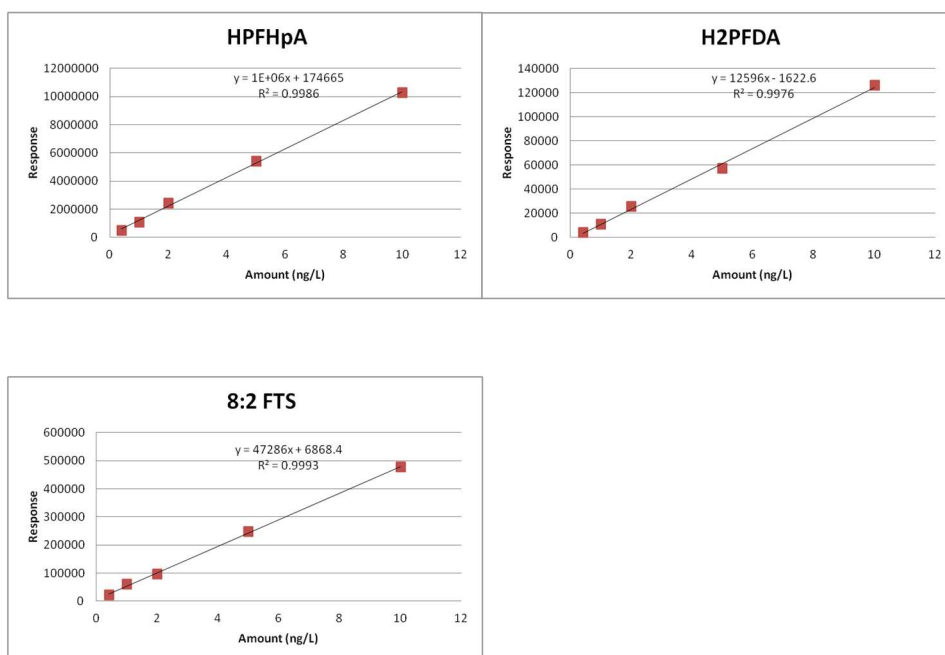 HPFHpA
12000000
10000000
8000000
6000000
4000000
2000000
0
Response
y = 1E+06x + 174665
R² = 0.9986
0 2 4 6 8 10 12
Amount (ng/L)
H2PFDA
140000
120000
100000
80000
60000
40000
20000
0
Response
y = 12596x - 1622.6
R² = 0.9976
0 2 4 6 8 10 12
Amount (ng/L)
8:2 FTS
600000
500000
400000
300000
200000
100000
0
Response
y = 47286x + 6868.4
R² = 0.9993
0 2 4 6 8 10 12
Amount (ng/L)